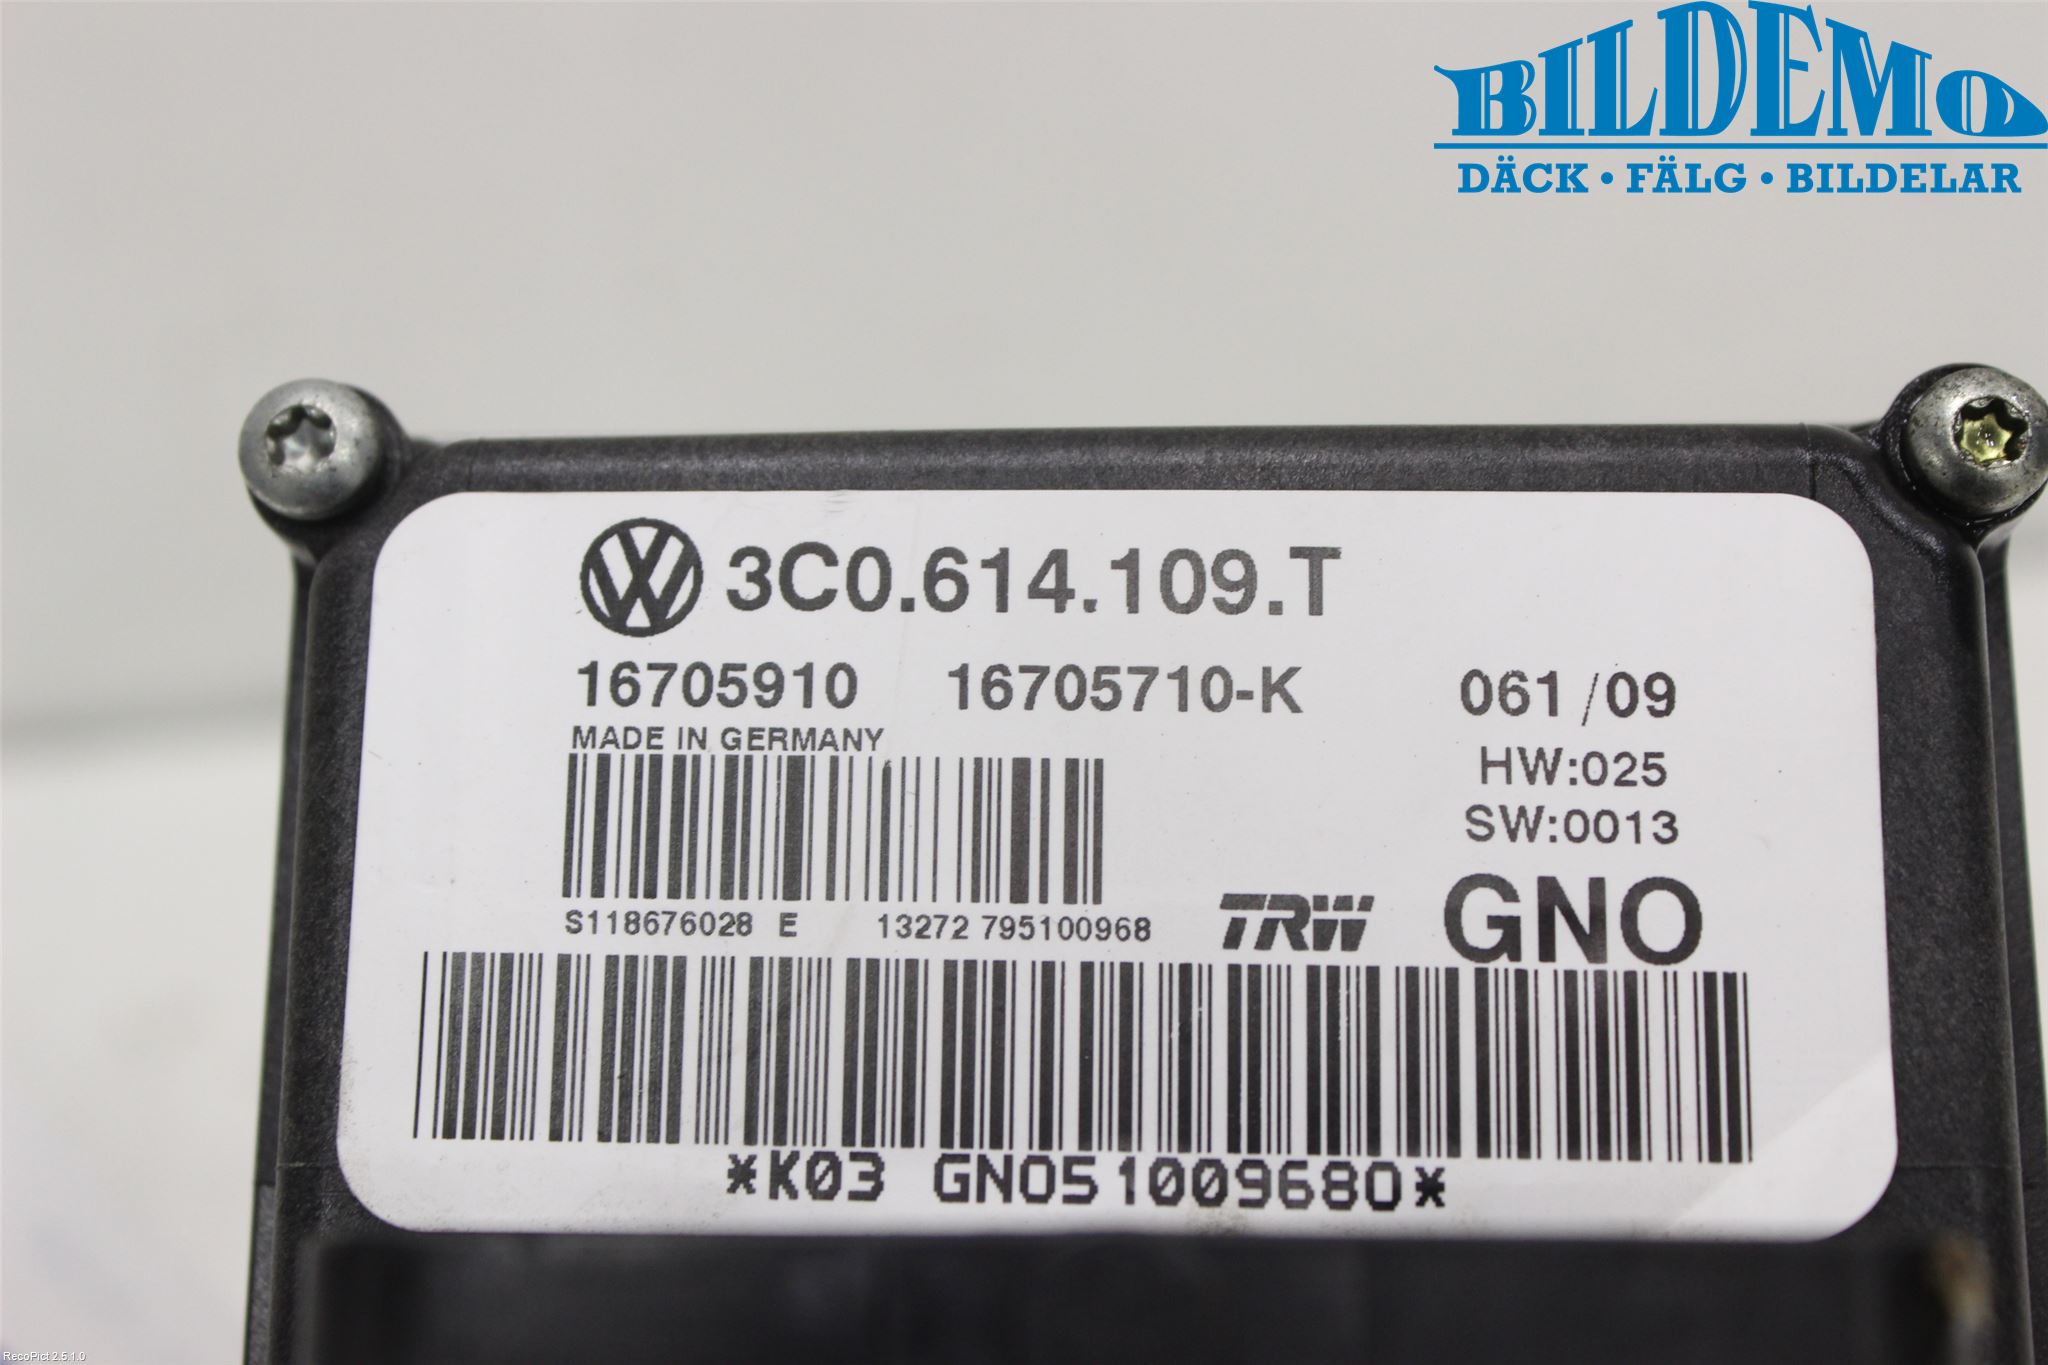 BILDEMO
DÄCK • FÄLG • BILDELAR
3C0.614.109.T
16705910 16705710-K 061/09
MADE IN GERMANY
HW:025
SW:0013
S118676028 E 13272 795100968
TRW GNO
*K03 GNO51009680*
RecoPict 2.5.1.0